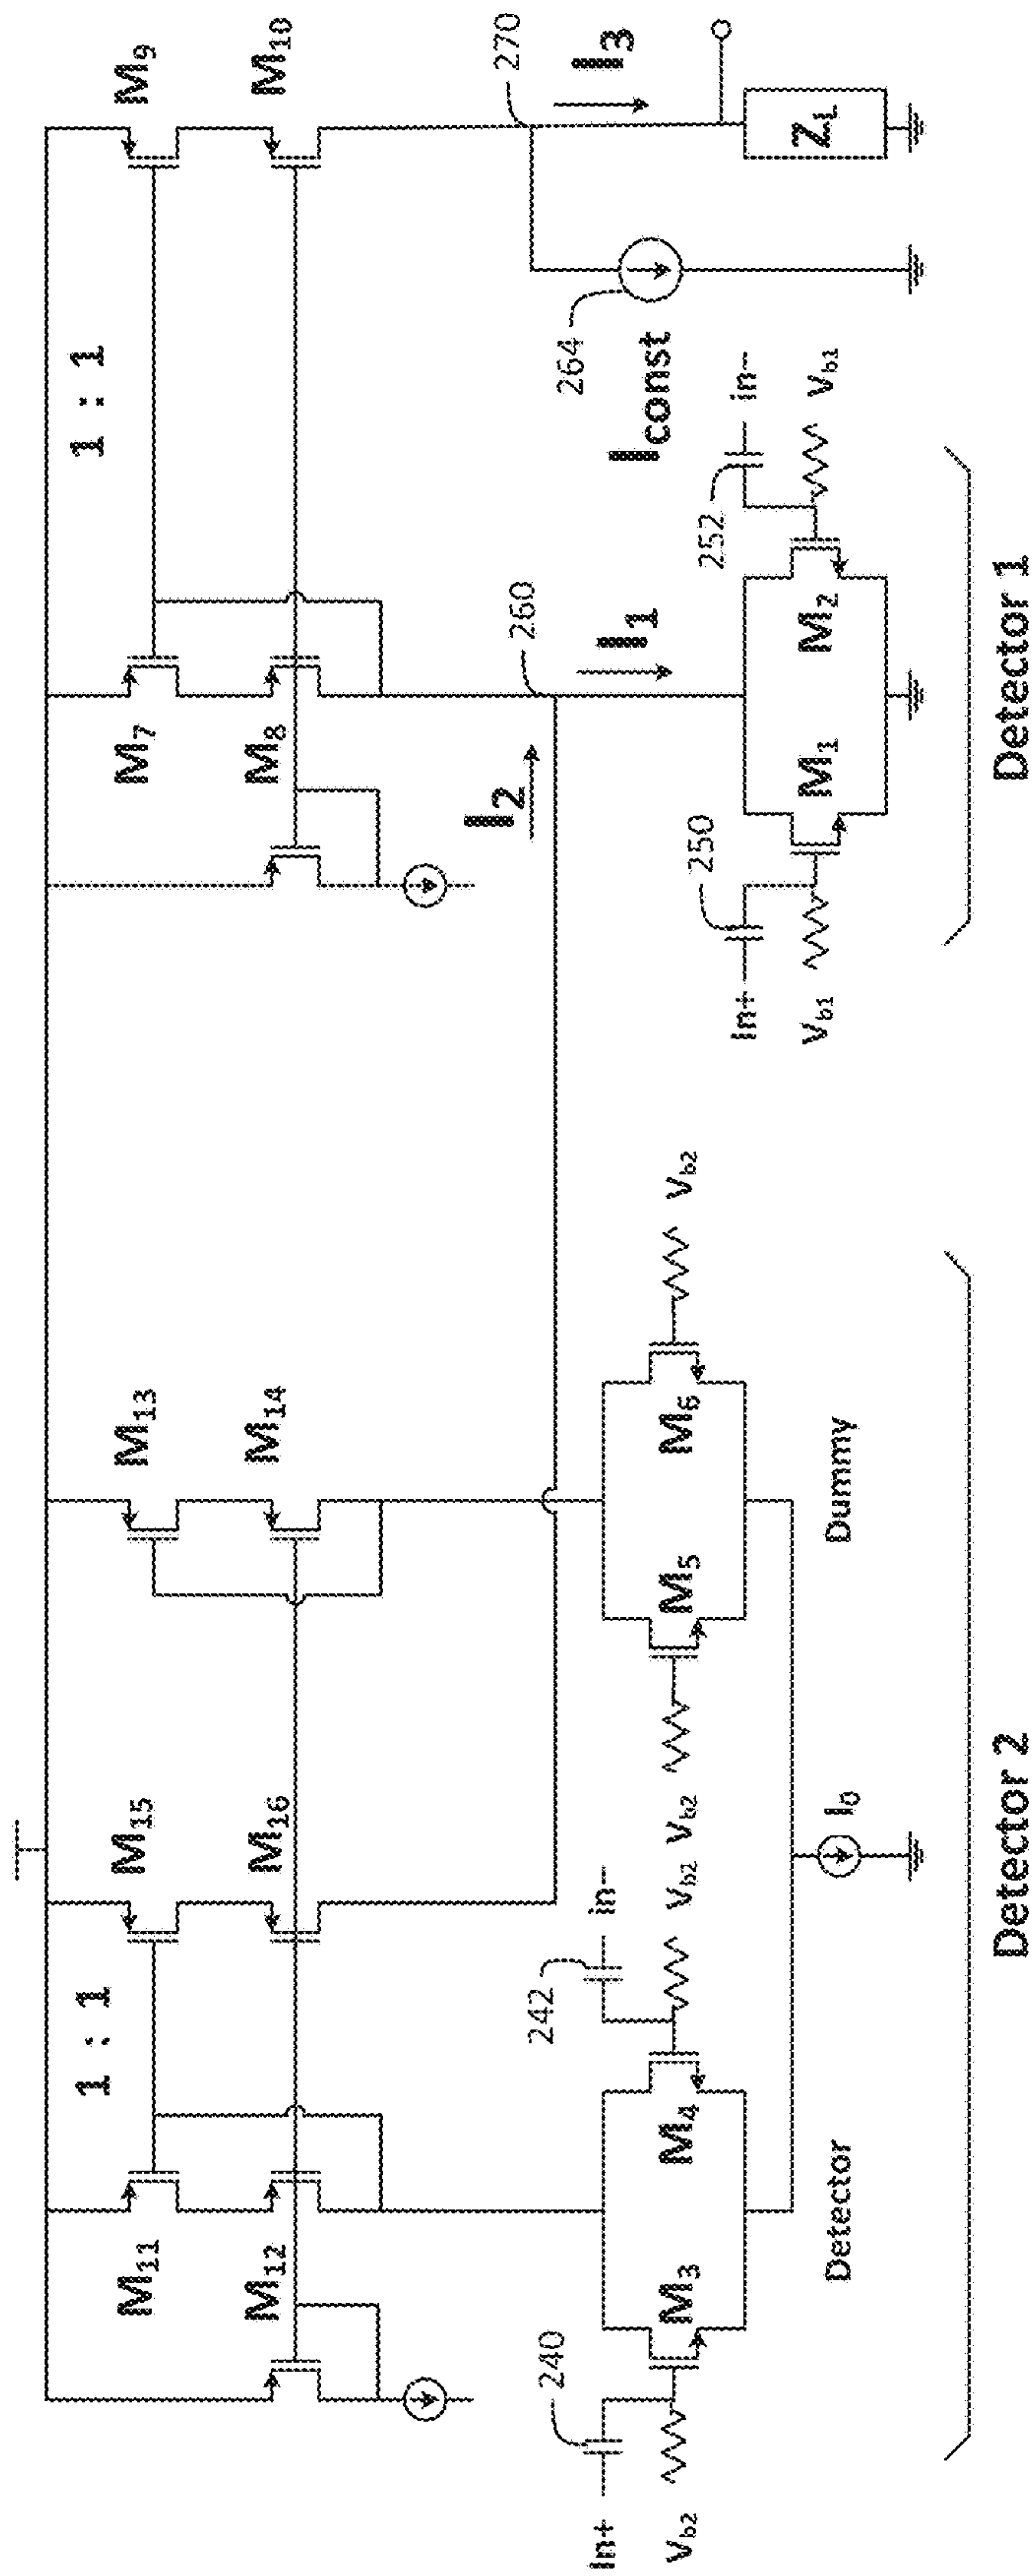 1 : 1
1 : 1
M11
M15
M13
M7
M9
M12
M16
M14
M8
M10
I2
260
270
I1
I3
240
242
In+
in-
264
Iconst
Vb2
M3
M4
Vb2
Vb2
M5
M6
Vb2
250
252
In+
in-
Vb1
M1
M2
Vb1
ZL
Detector
I0
Dummy
Detector 2
Detector 1